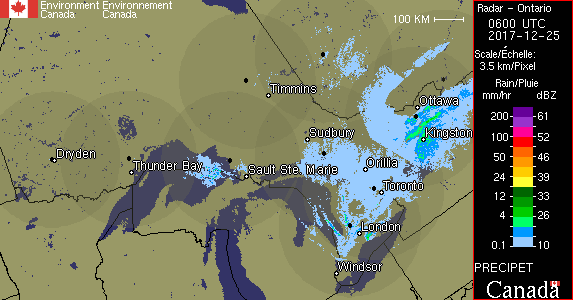 Environment Environnement
Canada Canada
100 KM
Timmins
Ottawa
Sudbury
Kingston
Dryden
Thunder Bay
Sault Ste. Marie
Orillia
Toronto
London
Windsor
Radar - Ontario
0600 UTC
2017-12-25
Scale/Échelle:
3.5 km/Pixel
Rain/Pluie
mm/hr dBZ
200 61
100 52
50 46
24 39
12 33
4 26
0.1 10
PRECIPET
Canada